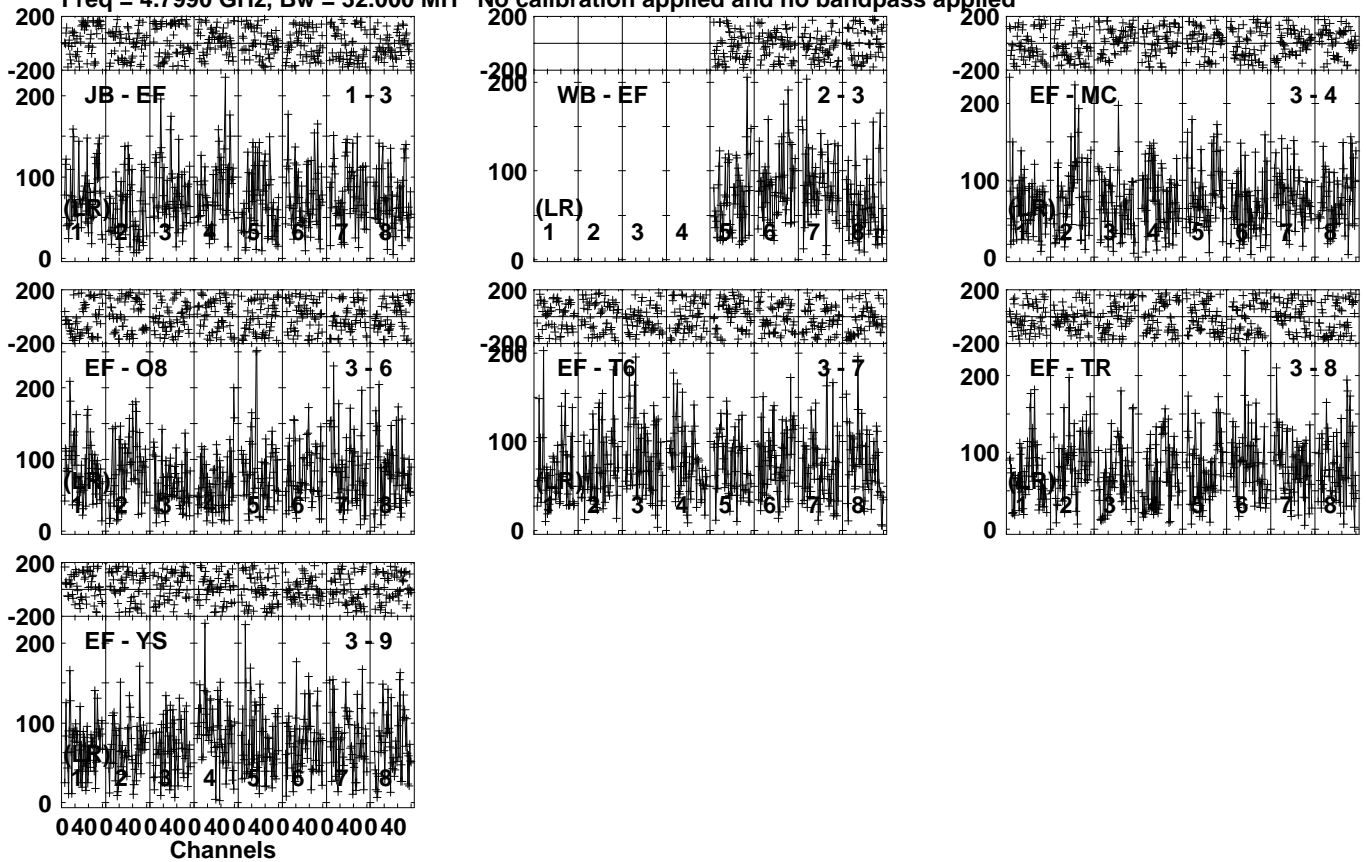 Freq = 4.7990 GHz, Bw = 32.000 MH No calibration applied and no bandpass applied
200
-200
JB - EF 1 - 3
200
100
0
(LR)
1 2 3 4 5 6 7 8
200
-200
WB - EF 2 - 3
200
100
0
(LR)
1 2 3 4 5 6 7 8
200
-200
EF - MC 3 - 4
200
100
0
(LR)
1 2 3 4 5 6 7 8
200
-200
EF - O8 3 - 6
200
100
0
(LR)
1 2 3 4 5 6 7 8
200
-200
EF - T6 3 - 7
200
100
0
(LR)
1 2 3 4 5 6 7 8
200
-200
EF - TR 3 - 8
200
100
0
(LR)
1 2 3 4 5 6 7 8
200
-200
EF - YS 3 - 9
200
100
0
(LR)
1 2 3 4 5 6 7 8
0 40 0 40 0 40 0 40 0 40 0 40 0 40 0 40
Channels